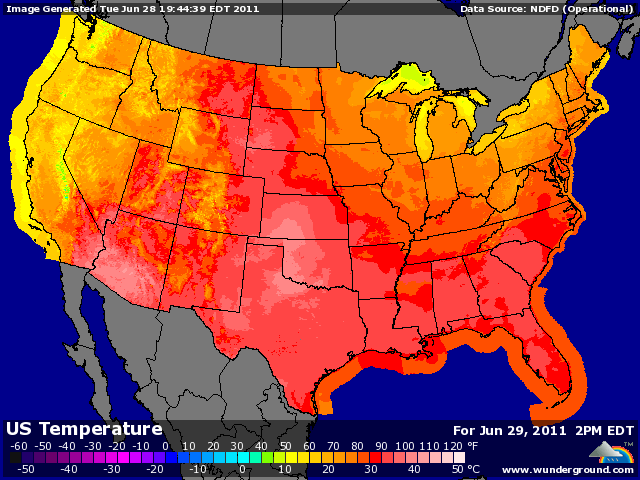 Image Generated Tue Jun 28 19:44:39 EDT 2011 Data Source: NDFD (Operational)
US Temperature For Jun 29, 2011 2PM EDT
-60 -50 -40 -30 -20 -10 0 10 20 30 40 50 60 70 80 90 100 110 120 °F
-50 -40 -30 -20 -10 0 10 20 30 40 50 °C
www.wunderground.com